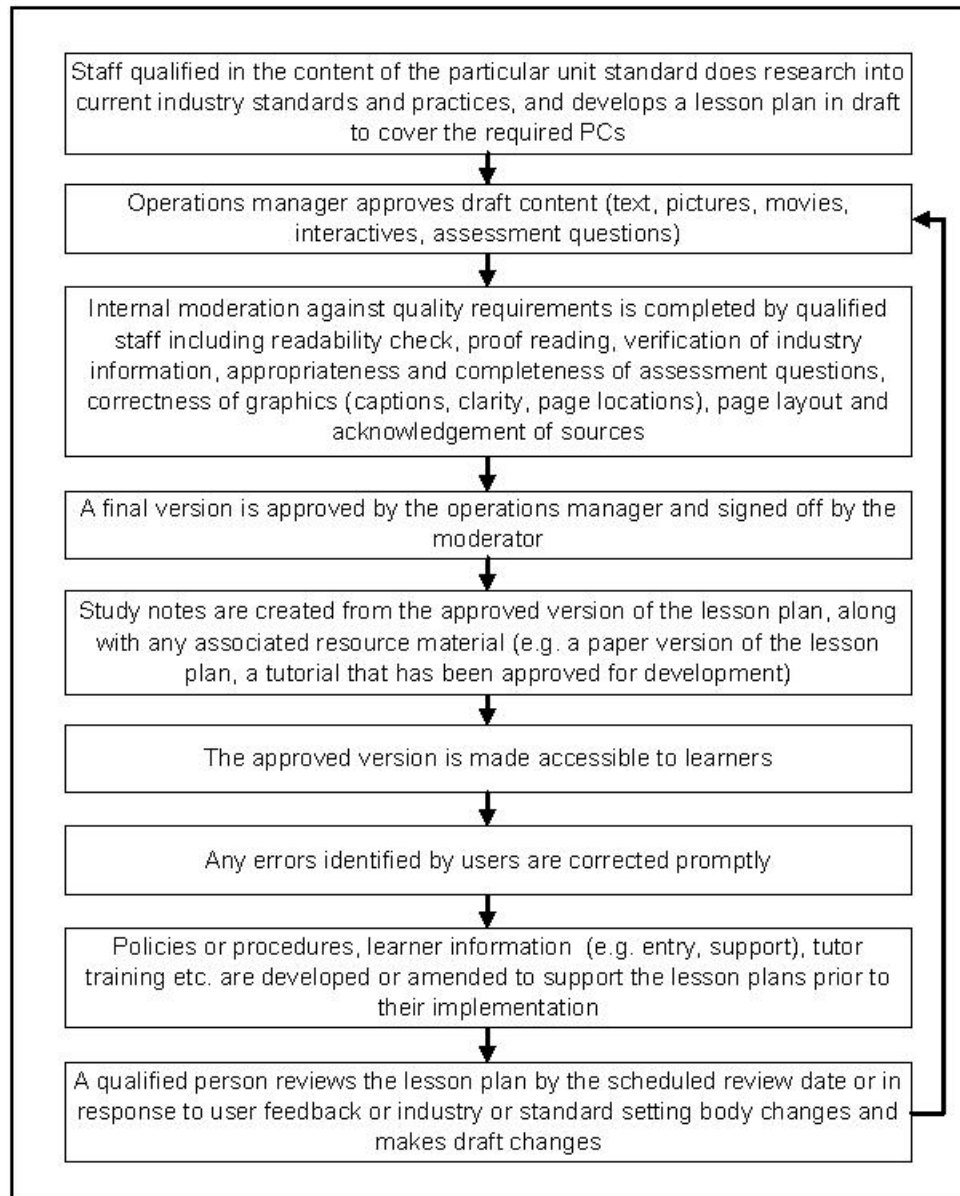 Staff qualified in the content of the particular unit standard does research into
current industry standards and practices, and develops a lesson plan in draft
to cover the required PCs
Operations manager approves draft content (text, pictures, movies,
interactives, assessment questions)
Internal moderation against quality requirements is completed by qualified
staff including readability check, proof reading, verification of industry
information, appropriateness and completeness of assessment questions,
correctness of graphics (captions, clarity, page locations), page layout and
acknowledgement of sources
A final version is approved by the operations manager and signed off by the
moderator
Study notes are created from the approved version of the lesson plan, along
with any associated resource material (e.g. a paper version of the lesson
plan, a tutorial that has been approved for development)
The approved version is made accessible to learners
Any errors identified by users are corrected promptly
Policies or procedures, learner information (e.g. entry, support), tutor
training etc. are developed or amended to support the lesson plans prior to
their implementation
A qualified person reviews the lesson plan by the scheduled review date or in
response to user feedback or industry or standard setting body changes and
makes draft changes